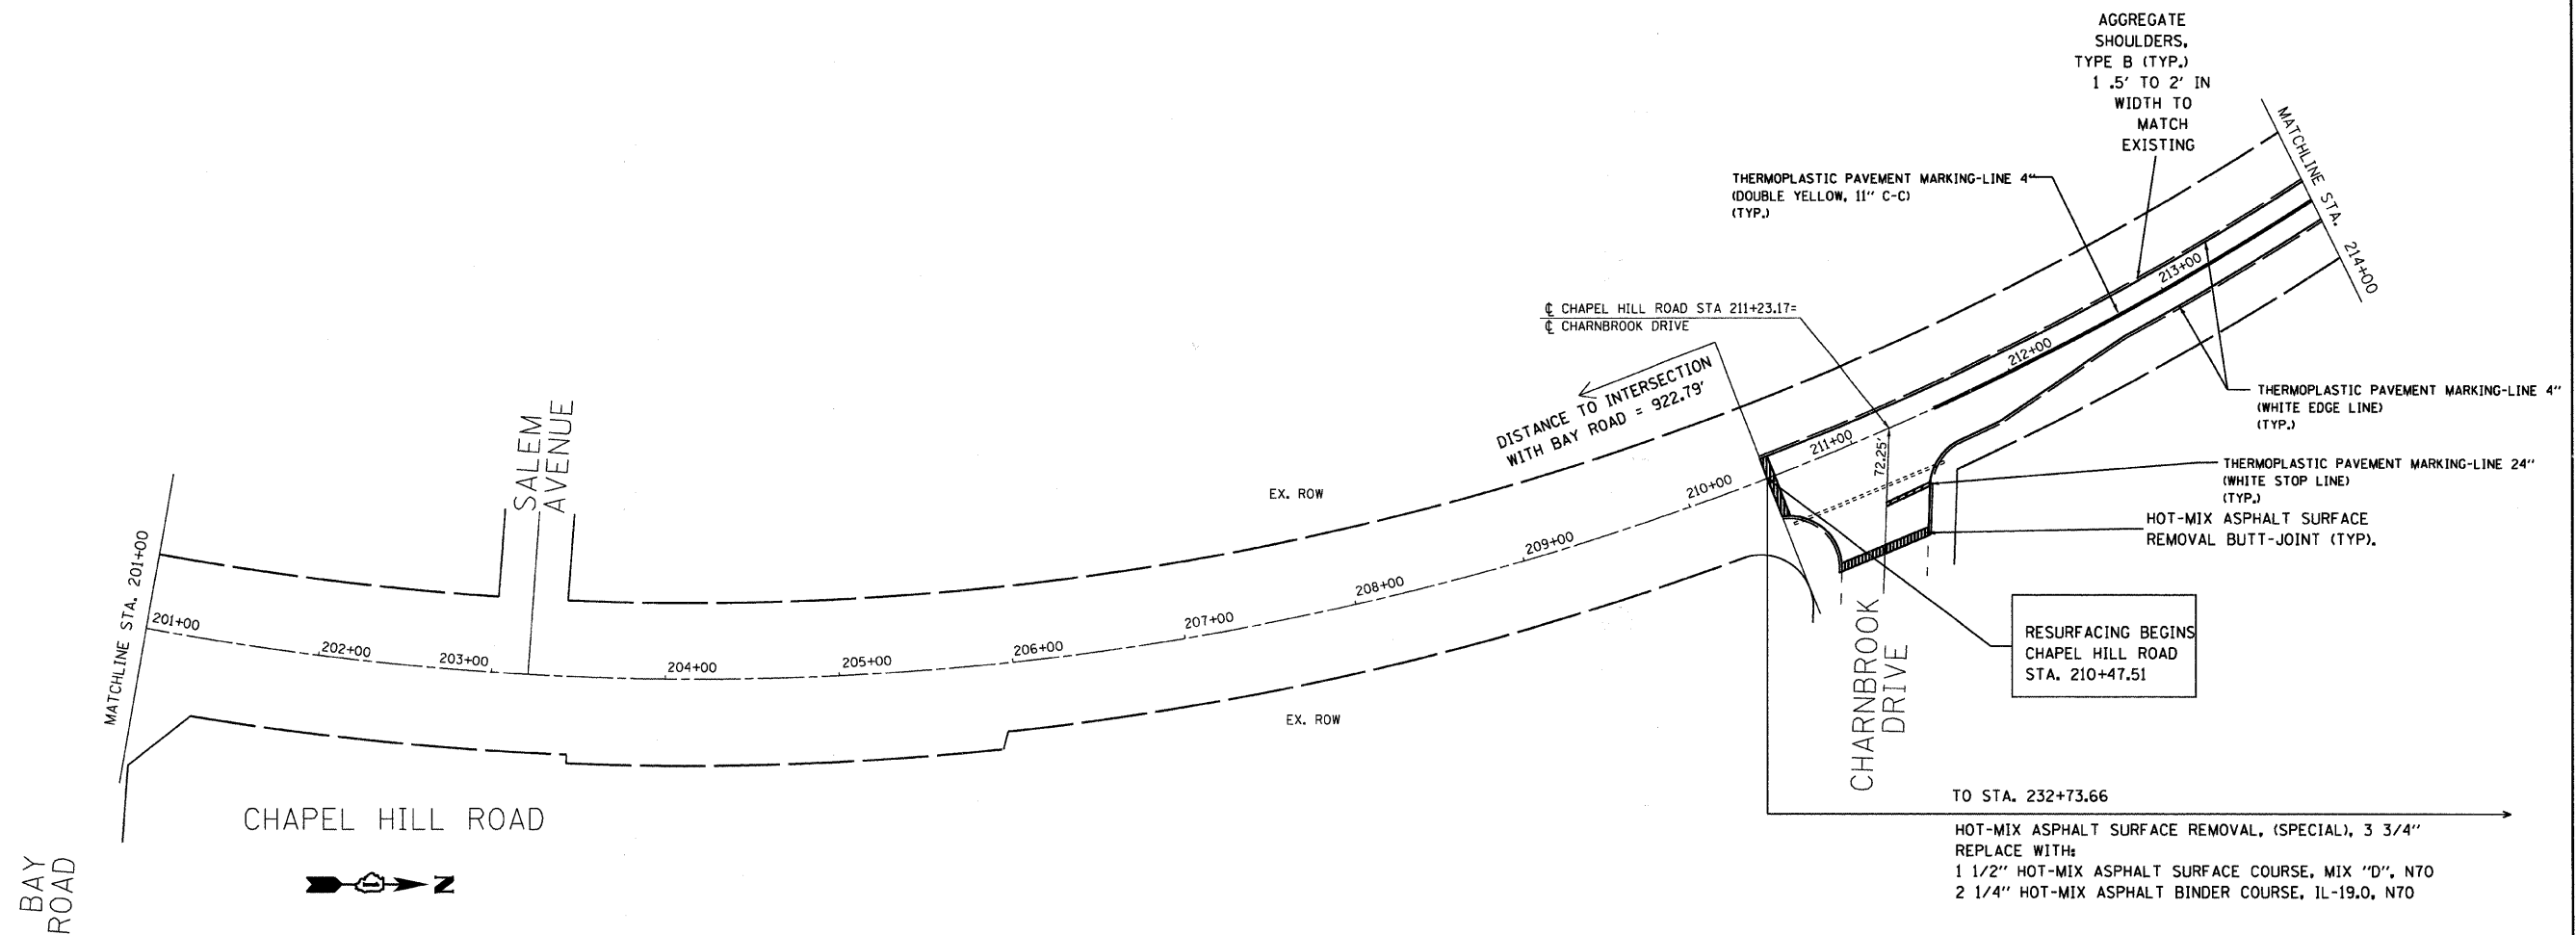 AGGREGATE
SHOULDERS,
TYPE B (TYP.)
1 .5' TO 2' IN
WIDTH TO
MATCH
EXISTING
MATCHLINE STA. 214+00
THERMOPLASTIC PAVEMENT MARKING-LINE 4"
(DOUBLE YELLOW, 11" C-C)
(TYP.)
213+00
℄ CHAPEL HILL ROAD STA 211+23.17=
℄ CHARNBROOK DRIVE
212+00
DISTANCE TO INTERSECTION
WITH BAY ROAD = 922.79'
THERMOPLASTIC PAVEMENT MARKING-LINE 4"
(WHITE EDGE LINE)
(TYP.)
211+00
72.25'
THERMOPLASTIC PAVEMENT MARKING-LINE 24"
(WHITE STOP LINE)
(TYP.)
HOT-MIX ASPHALT SURFACE
REMOVAL BUTT-JOINT (TYP).
SALEM
AVENUE
EX. ROW
210+00
209+00
208+00
207+00
206+00
205+00
204+00
203+00
202+00
201+00
MATCHLINE STA. 201+00
EX. ROW
CHARNBROOK
DRIVE
RESURFACING BEGINS
CHAPEL HILL ROAD
STA. 210+47.51
TO STA. 232+73.66
HOT-MIX ASPHALT SURFACE REMOVAL, (SPECIAL), 3 3/4"
REPLACE WITH:
1 1/2" HOT-MIX ASPHALT SURFACE COURSE, MIX "D", N70
2 1/4" HOT-MIX ASPHALT BINDER COURSE, IL-19.0, N70
CHAPEL HILL ROAD
N
BAY
ROAD